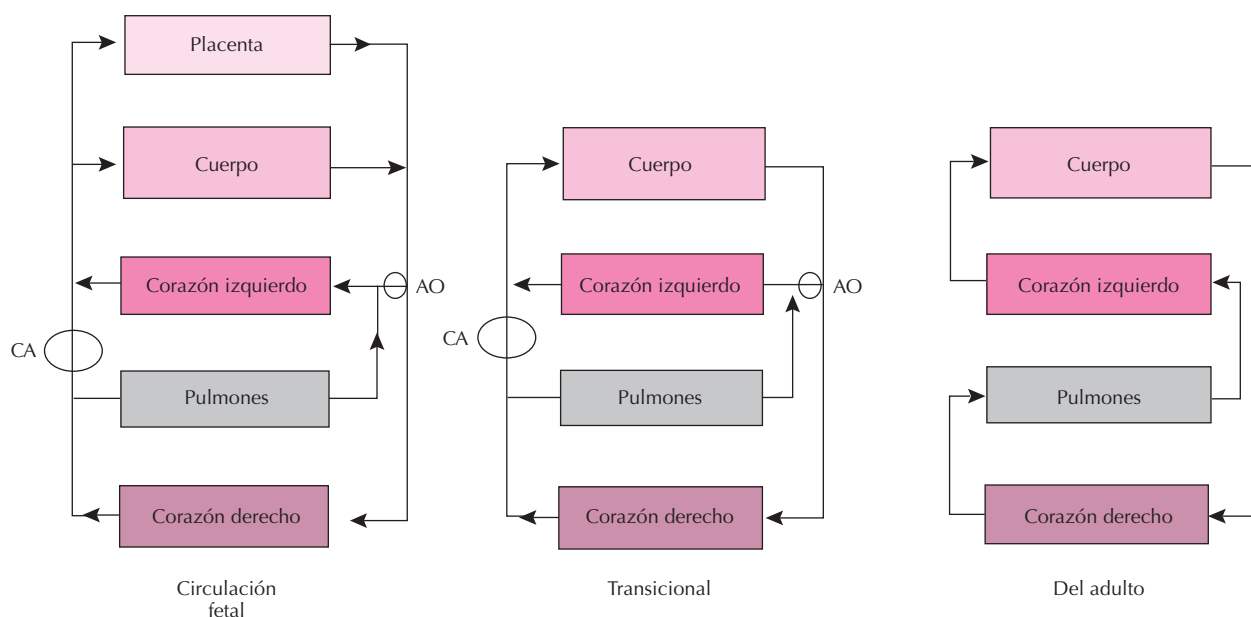 Placenta
Cuerpo
Corazón izquierdo
AO
CA
Pulmones
Corazón derecho
Circulación
fetal
Cuerpo
Corazón izquierdo
AO
CA
Pulmones
Corazón derecho
Transicional
Cuerpo
Corazón izquierdo
Pulmones
Corazón derecho
Del adulto